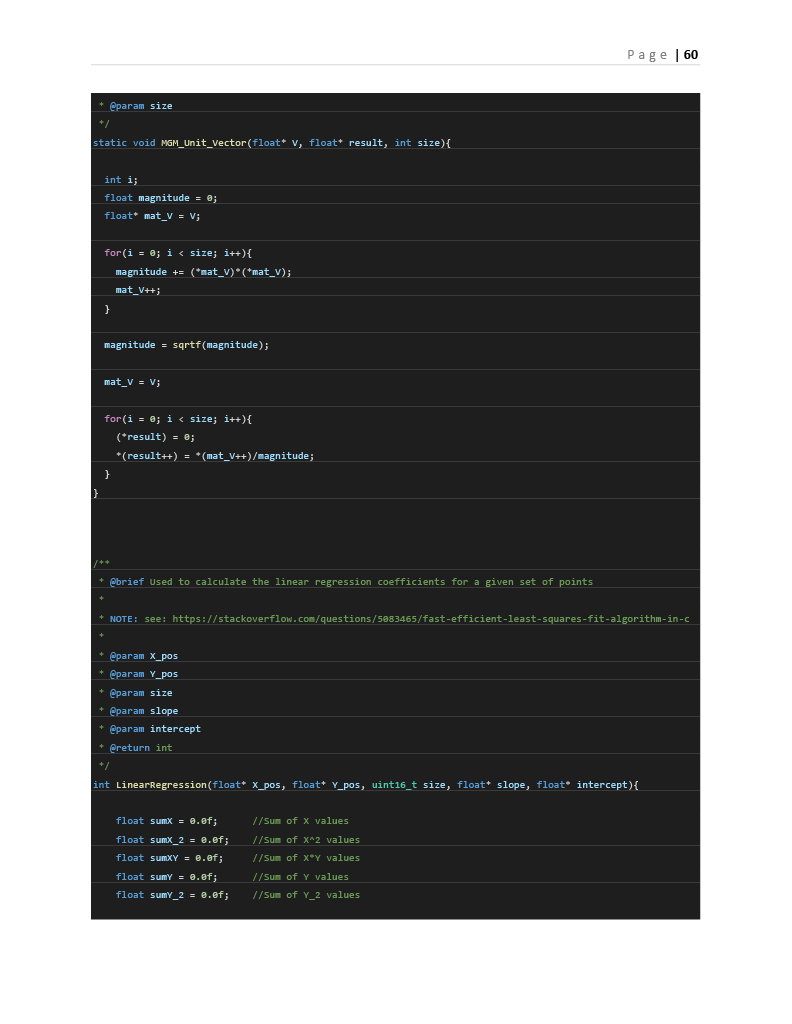 Page | 60
* @param size
*/
static void MGM_Unit_Vector(float* V, float* result, int size){
int i;
float magnitude = 0;
float* mat_V = V;
for(i = 0; i < size; i++){
magnitude += (*mat_V)*(*mat_V);
mat_V++;
}
magnitude = sqrtf(magnitude);
mat_V = V;
for(i = 0; i < size; i++){
(*result) = 0;
*(result++) = *(mat_V++)/magnitude;
}
}
/**
* @brief Used to calculate the linear regression coefficients for a given set of points
*
* NOTE: see: https://stackoverflow.com/questions/5083465/fast-efficient-least-squares-fit-algorithm-in-c
*
* @param X_pos
* @param Y_pos
* @param size
* @param slope
* @param intercept
* @return int
*/
int LinearRegression(float* X_pos, float* Y_pos, uint16_t size, float* slope, float* intercept){
float sumX = 0.0f; //Sum of X values
float sumX_2 = 0.0f; //Sum of X^2 values
float sumXY = 0.0f; //Sum of X*Y values
float sumY = 0.0f; //Sum of Y values
float sumY_2 = 0.0f; //Sum of Y_2 values